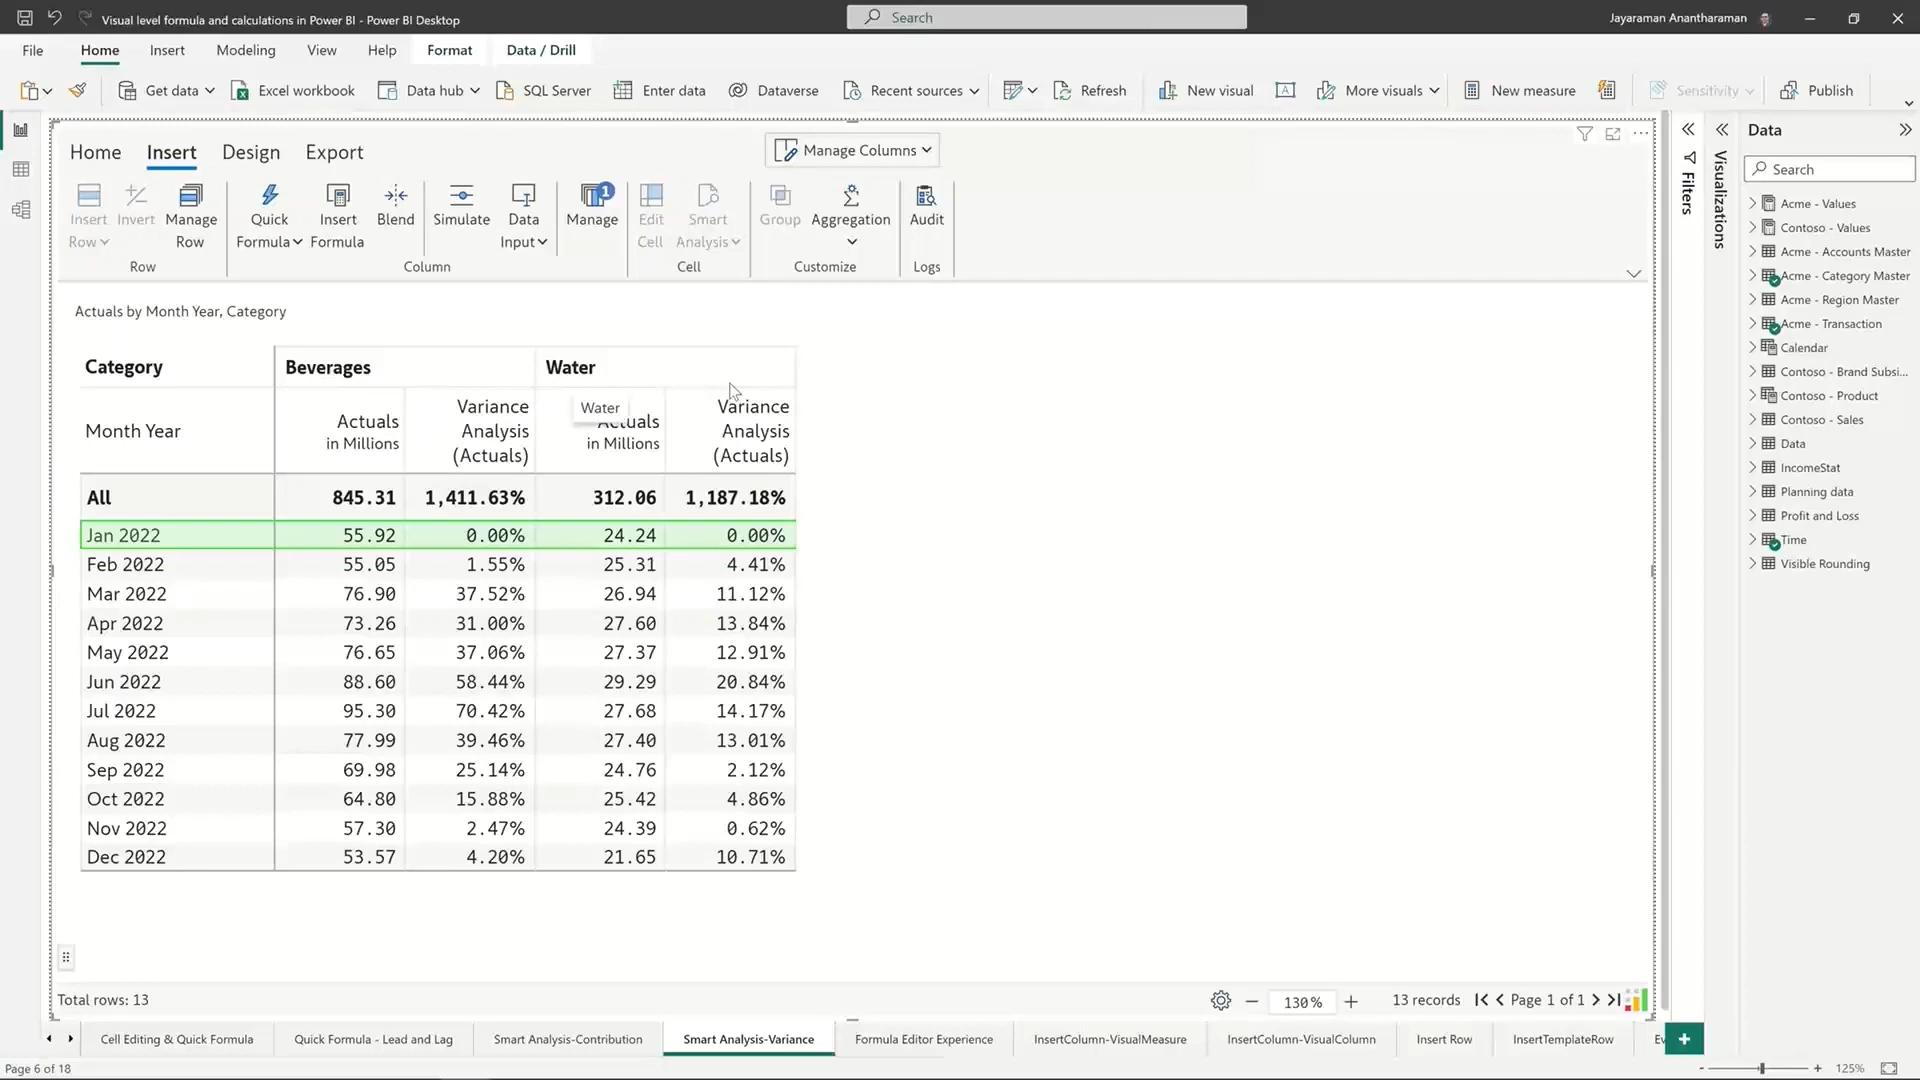 Visual level formula and calculations in Power BI - Power BI Desktop
Search
Jayaraman Anantharaman
File Home Insert Modeling View Help Format Data / Drill
Get data Excel workbook Data hub SQL Server Enter data Dataverse Recent sources Refresh New visual More visuals New measure Sensitivity Publish
Home Insert Design Export
Manage Columns
Insert Row
Invert
Manage Row
Row
Quick Formula
Insert Formula
Blend
Simulate
Data Input
Column
1
Manage
Edit Cell
Smart Analysis
Cell
Group
Aggregation
Customize
Audit
Logs
Actuals by Month Year, Category
Category Beverages Water
Month Year
Actuals in Millions
Variance Analysis (Actuals)
Water
Actuals in Millions
Variance Analysis (Actuals)
All 845.31 1,411.63% 312.06 1,187.18%
Jan 2022 55.92 0.00% 24.24 0.00%
Feb 2022 55.05 1.55% 25.31 4.41%
Mar 2022 76.90 37.52% 26.94 11.12%
Apr 2022 73.26 31.00% 27.60 13.84%
May 2022 76.65 37.06% 27.37 12.91%
Jun 2022 88.60 58.44% 29.29 20.84%
Jul 2022 95.30 70.42% 27.68 14.17%
Aug 2022 77.99 39.46% 27.40 13.01%
Sep 2022 69.98 25.14% 24.76 2.12%
Oct 2022 64.80 15.88% 25.42 4.86%
Nov 2022 57.30 2.47% 24.39 0.62%
Dec 2022 53.57 4.20% 21.65 10.71%
Total rows: 13
130%
13 records
Page 1 of 1
Filters
Visualizations
Data
Search
Acme - Values
Contoso - Values
Acme - Accounts Master
Acme - Category Master
Acme - Region Master
Acme - Transaction
Calendar
Contoso - Brand Subsi...
Contoso - Product
Contoso - Sales
Data
IncomeStat
Planning data
Profit and Loss
Time
Visible Rounding
Cell Editing & Quick Formula
Quick Formula - Lead and Lag
Smart Analysis-Contribution
Smart Analysis-Variance
Formula Editor Experience
InsertColumn-VisualMeasure
InsertColumn-VisualColumn
Insert Row
InsertTemplateRow
Page 6 of 18
125%